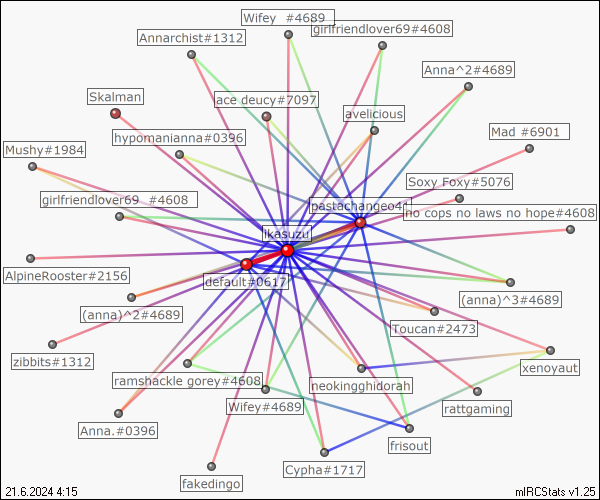 Wifey  #4689
girlfriendlover69#4608
Annarchist#1312
Anna^2#4689
Skalman
ace deucy#7097
avelicious
Mad #6901
hypomanianna#0396
Mushy#1984
Soxy Foxy#5076
girlfriendlover69  #4608
no cops no laws no hope#4608
ikasuzu
AlpineRooster#2156
default#0617
(anna)^2#4689
(anna)^3#4689
Toucan#2473
zibbits#1312
xenoyaut
ramshackle gorey#4608
neokingghidorah
Wifey#4689
rattgaming
Anna.#0396
frisout
Cypha#1717
fakedingo
21.6.2024 4:15
mIRCStats v1.25